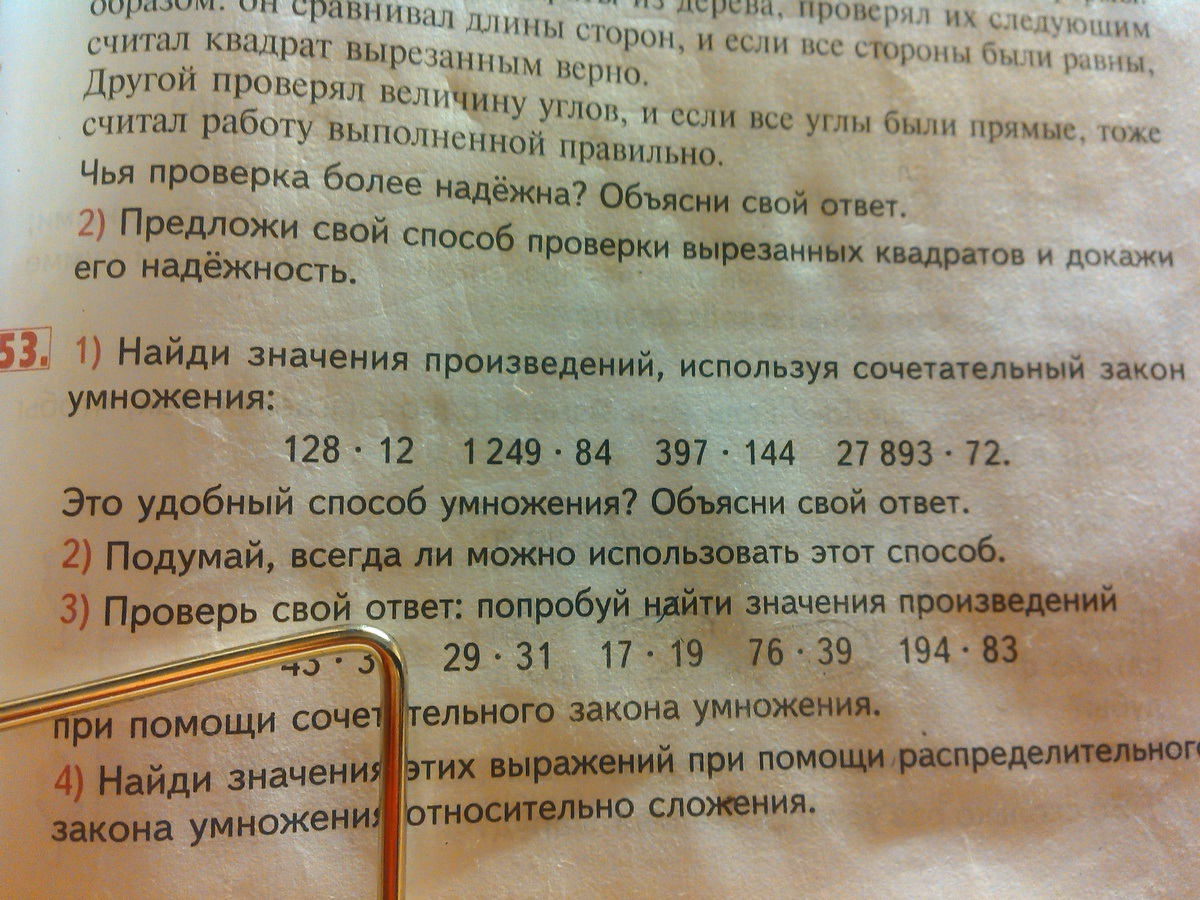 образом: он сравнивал длины сторон, и если все стороны были равны,
из дерева, проверял их следующим
считал квадрат вырезанным верно.
Другой проверял величину углов, и если все углы были прямые, тоже
считал работу выполненной правильно.
Чья проверка более надёжна? Объясни свой ответ.
2) Предложи свой способ проверки вырезанных квадратов и докажи
его надёжность.
53. 1) Найди значения произведений, используя сочетательный закон
умножения:
128 · 12 1 249 · 84 397 · 144 27 893 · 72.
Это удобный способ умножения? Объясни свой ответ.
2) Подумай, всегда ли можно использовать этот способ.
3) Проверь свой ответ: попробуй найти значения произведений
29 · 31 17 · 19 76 · 39 194 · 83
при помощи сочетательного закона умножения.
4) Найди значения этих выражений при помощи распределительного
закона умножения относительно сложения.